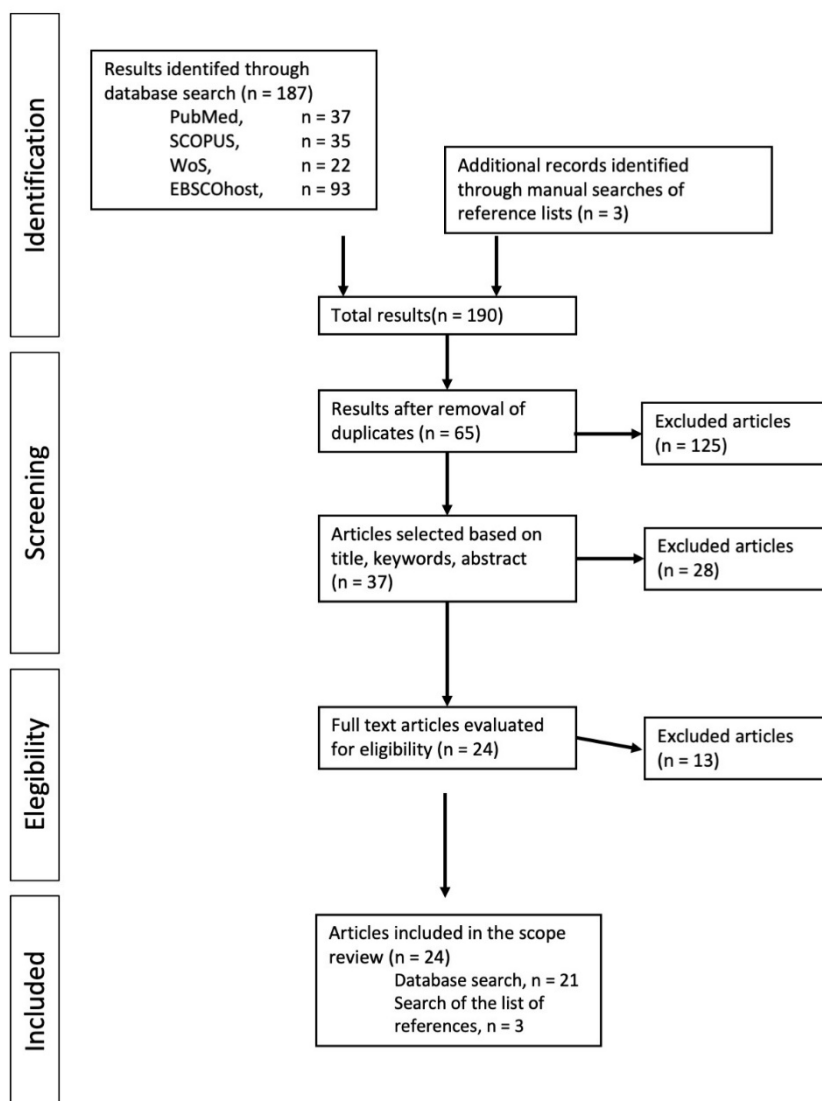 Identification
Results identifed through
database search (n = 187)
PubMed, n = 37
SCOPUS, n = 35
WoS, n = 22
EBSCOhost, n = 93
Additional records identified
through manual searches of
reference lists (n = 3)
Total results(n = 190)
Screening
Results after removal of
duplicates (n = 65)
Excluded articles
(n = 125)
Articles selected based on
title, keywords, abstract
(n = 37)
Excluded articles
(n = 28)
Elegibility
Full text articles evaluated
for eligibility (n = 24)
Excluded articles
(n = 13)
Included
Articles included in the scope
review (n = 24)
Database search, n = 21
Search of the list of
references, n = 3